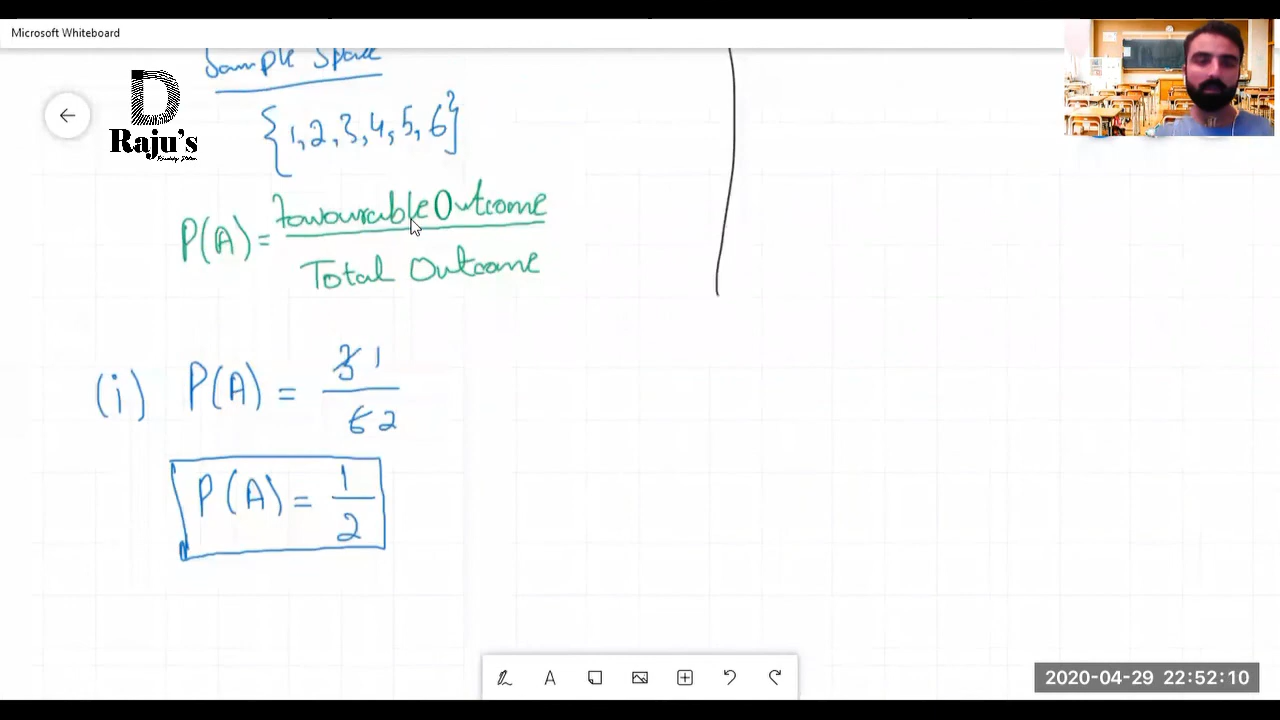 Microsoft Whiteboard
Sample Space
D
Raju's
{1, 2, 3, 4, 5, 6}
P(A) = Favourable Outcome
Total Outcome
(i) P(A) = 3 1
6 2
P(A) = 1
2
2020-04-29 22:52:10